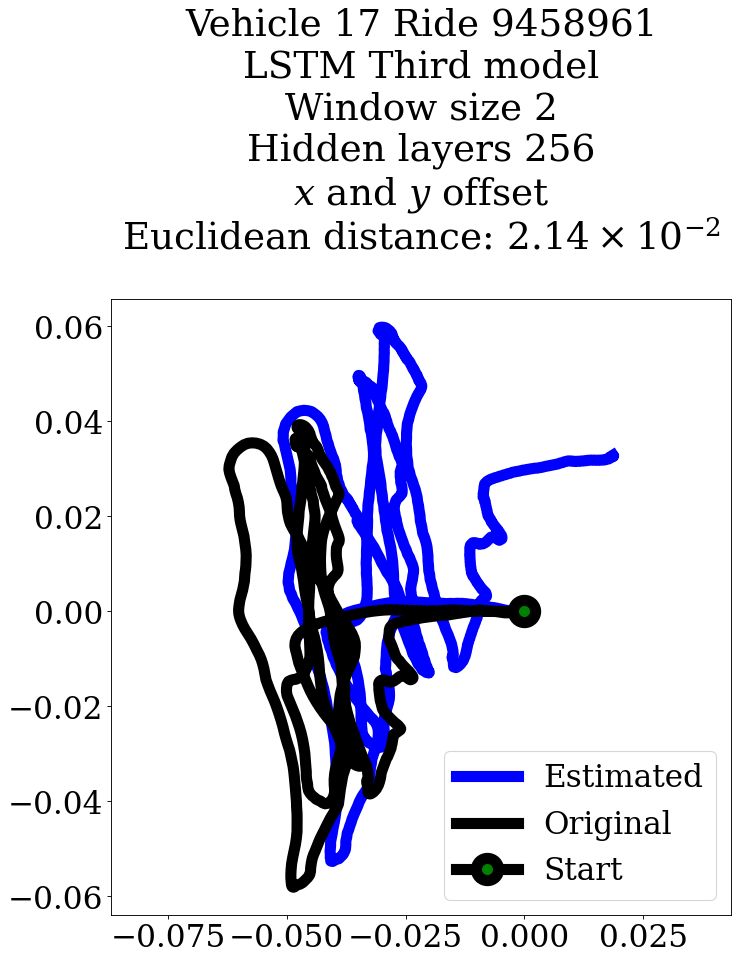 Vehicle 17 Ride 9458961
LSTM Third model
Window size 2
Hidden layers 256
x and y offset
Euclidean distance: 2.14 × 10⁻²
0.06
0.04
0.02
0.00
−0.02
−0.04
−0.06
Estimated
Original
Start
−0.075 −0.050 −0.025 0.000 0.025